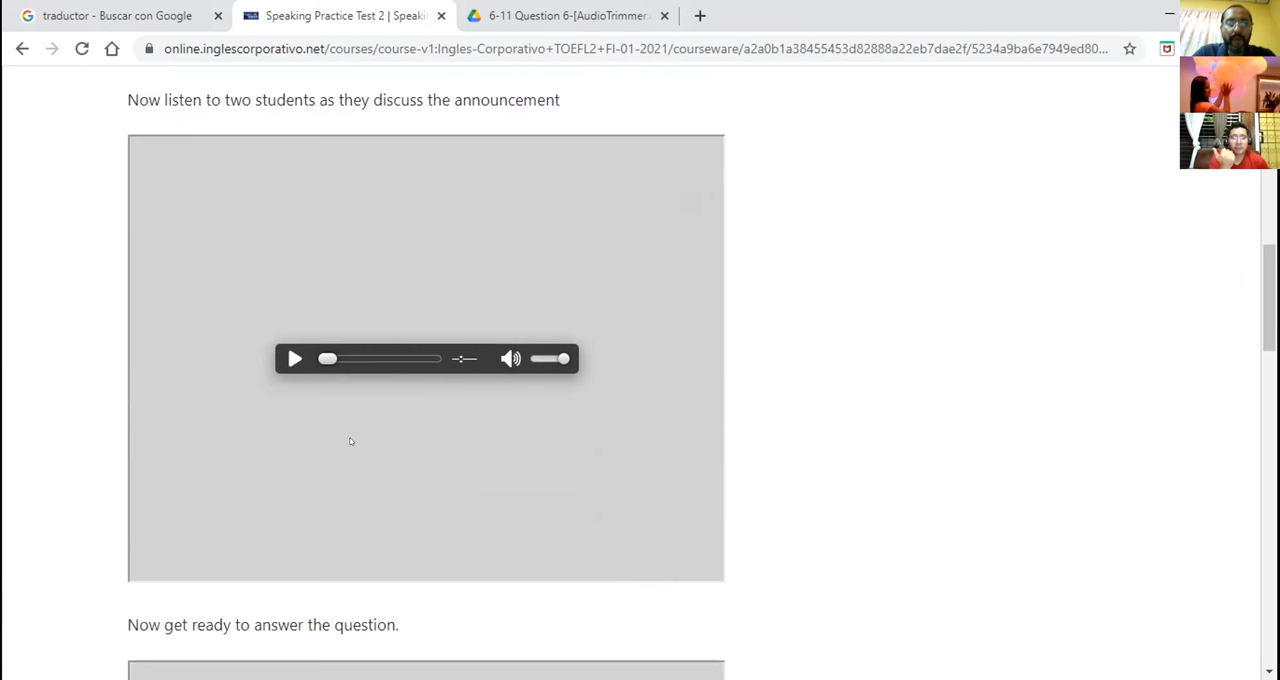 traductor - Buscar con Google
Speaking Practice Test 2 | Speaki
6-11 Question 6-[AudioTrimmer.
online.inglescorporativo.net/courses/course-v1:Ingles-Corporativo+TOEFL2+FI-01-2021/courseware/a2a0b1a38455453d82888a22eb7dae2f/5234a9ba6e7949ed80...
Now listen to two students as they discuss the announcement
Now get ready to answer the question.